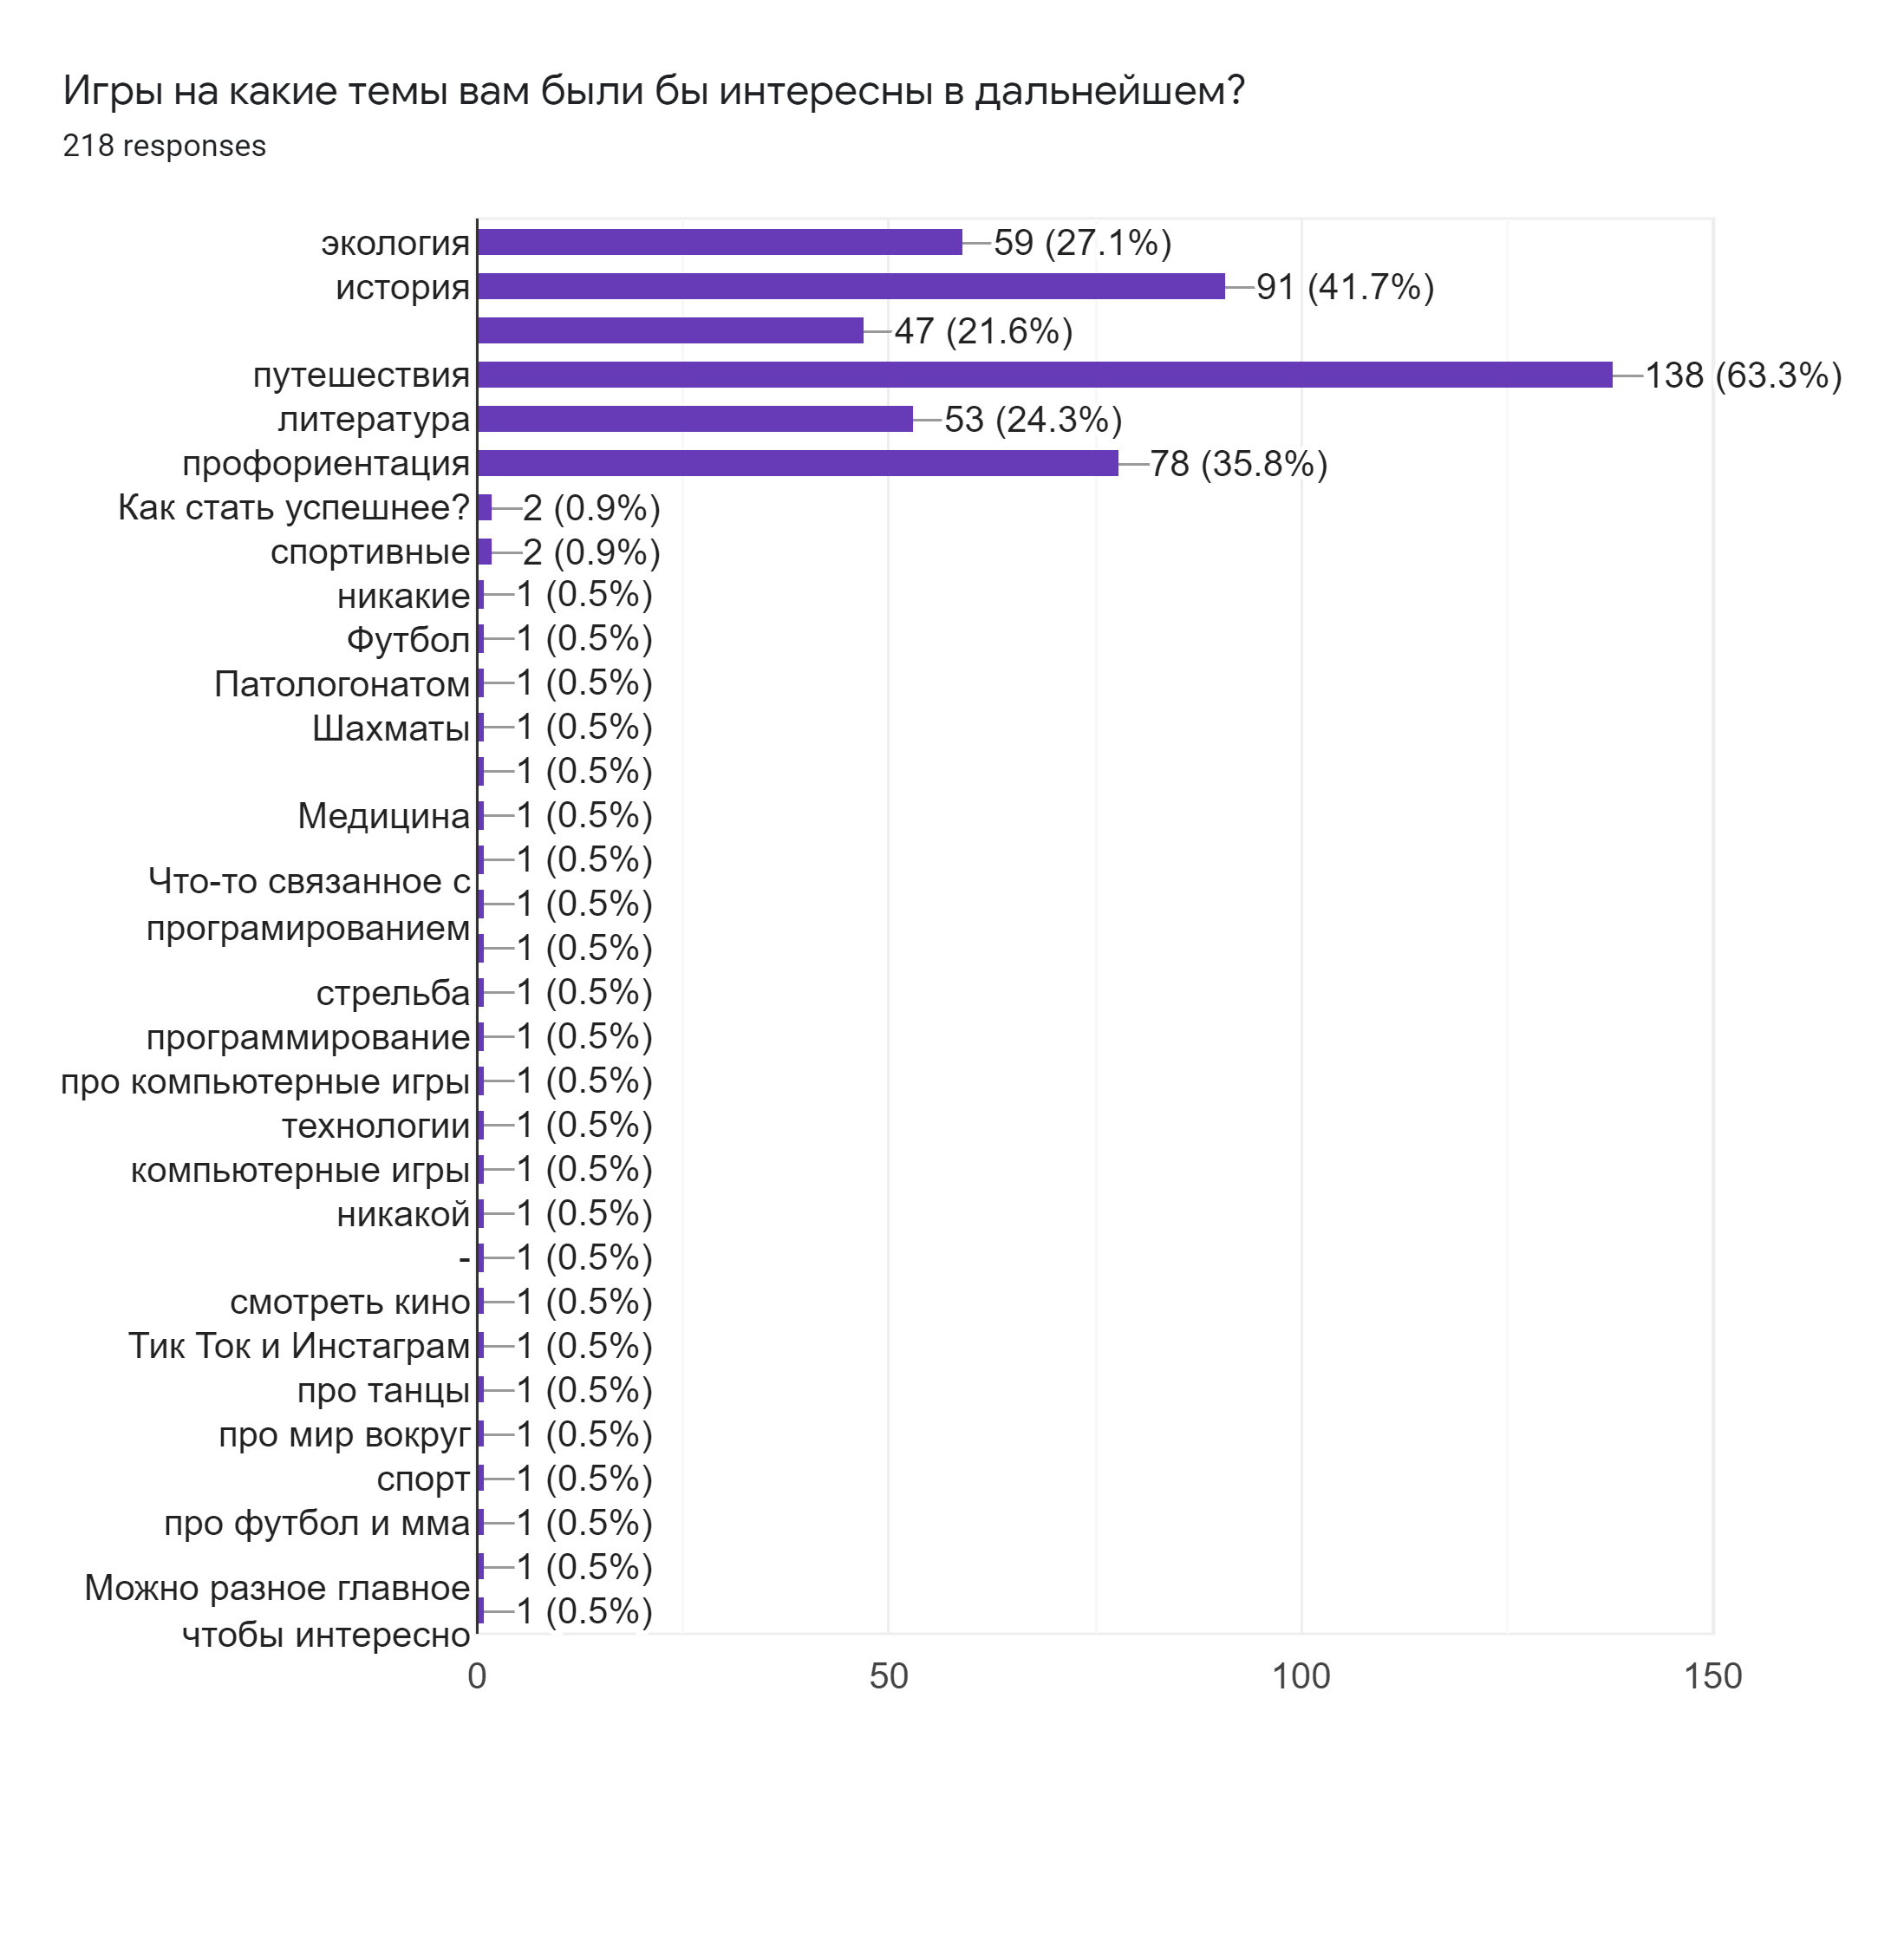 Игры на какие темы вам были бы интересны в дальнейшем?
218 responses
экология 59 (27.1%)
история 91 (41.7%)
47 (21.6%)
путешествия 138 (63.3%)
литература 53 (24.3%)
профориентация 78 (35.8%)
Как стать успешнее? 2 (0.9%)
спортивные 2 (0.9%)
никакие 1 (0.5%)
Футбол 1 (0.5%)
Патологонатом 1 (0.5%)
Шахматы 1 (0.5%)
1 (0.5%)
Медицина 1 (0.5%)
1 (0.5%)
Что-то связанное с
програмированием
1 (0.5%)
1 (0.5%)
стрельба 1 (0.5%)
программирование 1 (0.5%)
про компьютерные игры 1 (0.5%)
технологии 1 (0.5%)
компьютерные игры 1 (0.5%)
никакой 1 (0.5%)
- 1 (0.5%)
смотреть кино 1 (0.5%)
Тик Ток и Инстаграм 1 (0.5%)
про танцы 1 (0.5%)
про мир вокруг 1 (0.5%)
спорт 1 (0.5%)
про футбол и мма 1 (0.5%)
1 (0.5%)
Можно разное главное
чтобы интересно
1 (0.5%)
0 50 100 150